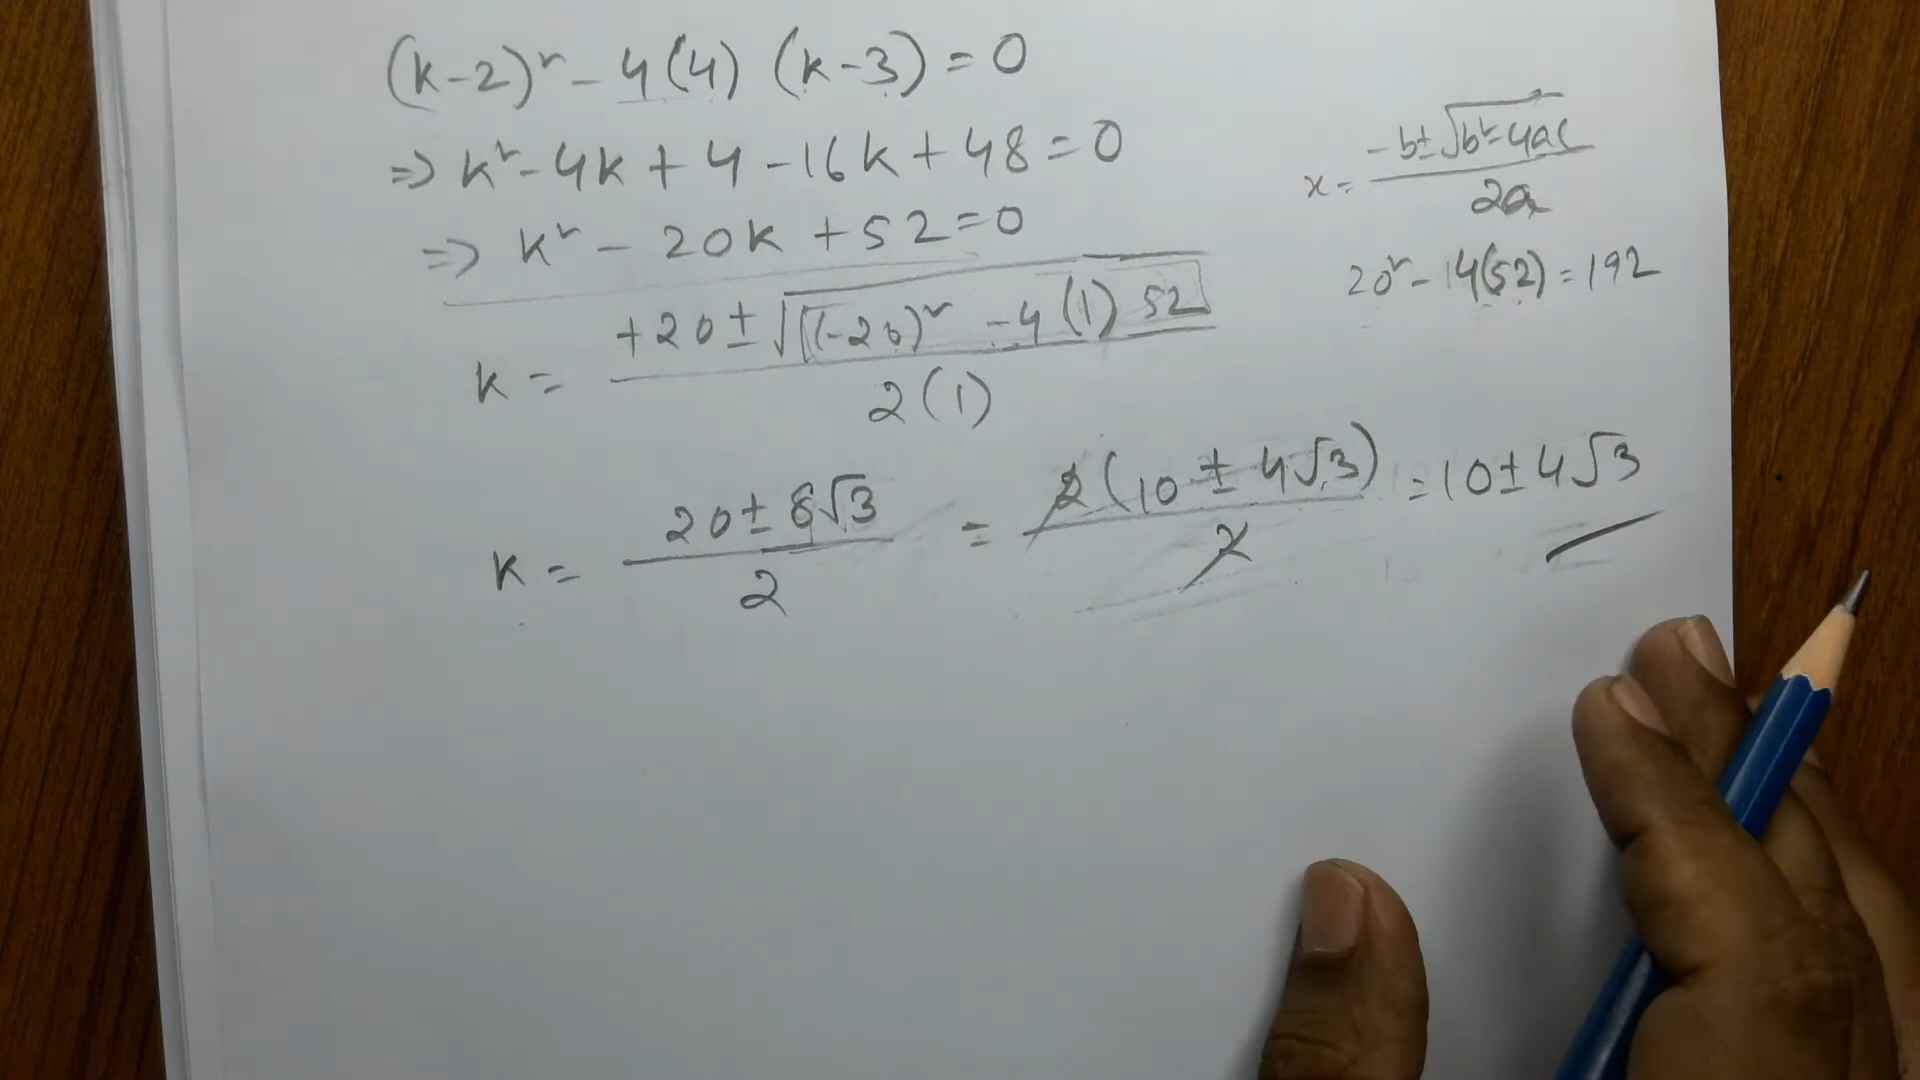 (k-2)² - 4(4) (k-3) = 0
⇒ k² - 4k + 4 - 16k + 48 = 0
⇒ k² - 20k + 52 = 0
k = +20 ± √((-20)² - 4(1) 52) / 2(1)
k = 20 ± 8√3 / 2 = 2(10 ± 4√3) / 2 = 10 ± 4√3
x = -b ± √b² - 4ac / 2a
20² - 14(52) = 192